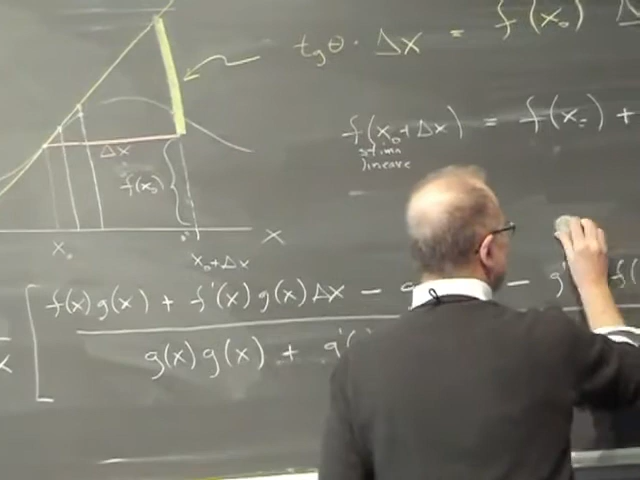 tgθ · Δx = f'(x₀) Δ
f(x₀+Δx) = f(x₀) +
stima
lineare
Δx
f(x₀)
x
x₀
x₀+Δx
f(x)g(x) + f'(x)g(x)Δx − g − g' f(
x
g(x)g(x) + g'(